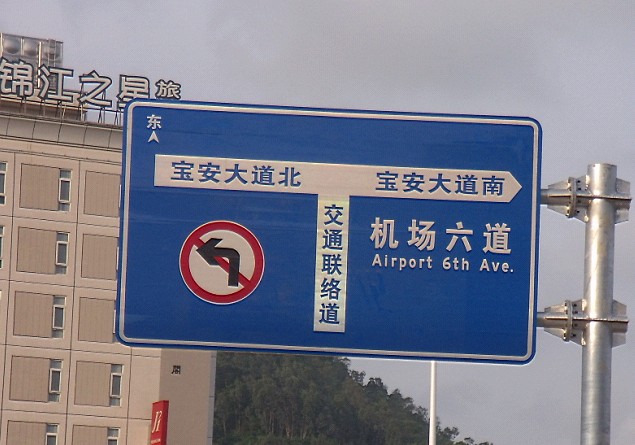 锦江之星旅
东
宝安大道北
宝安大道南
交通联络道
机场六道
Airport 6th Ave.